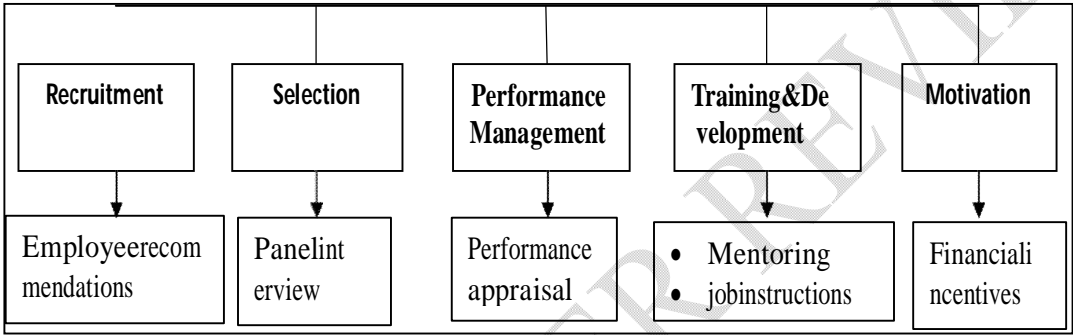 Recruitment
Selection
Performance
Management
Training&De
velopment
Motivation
Employeerecom
mendations
Panelint
erview
Performance
appraisal
• Mentoring
• jobinstructions
Financiali
ncentives